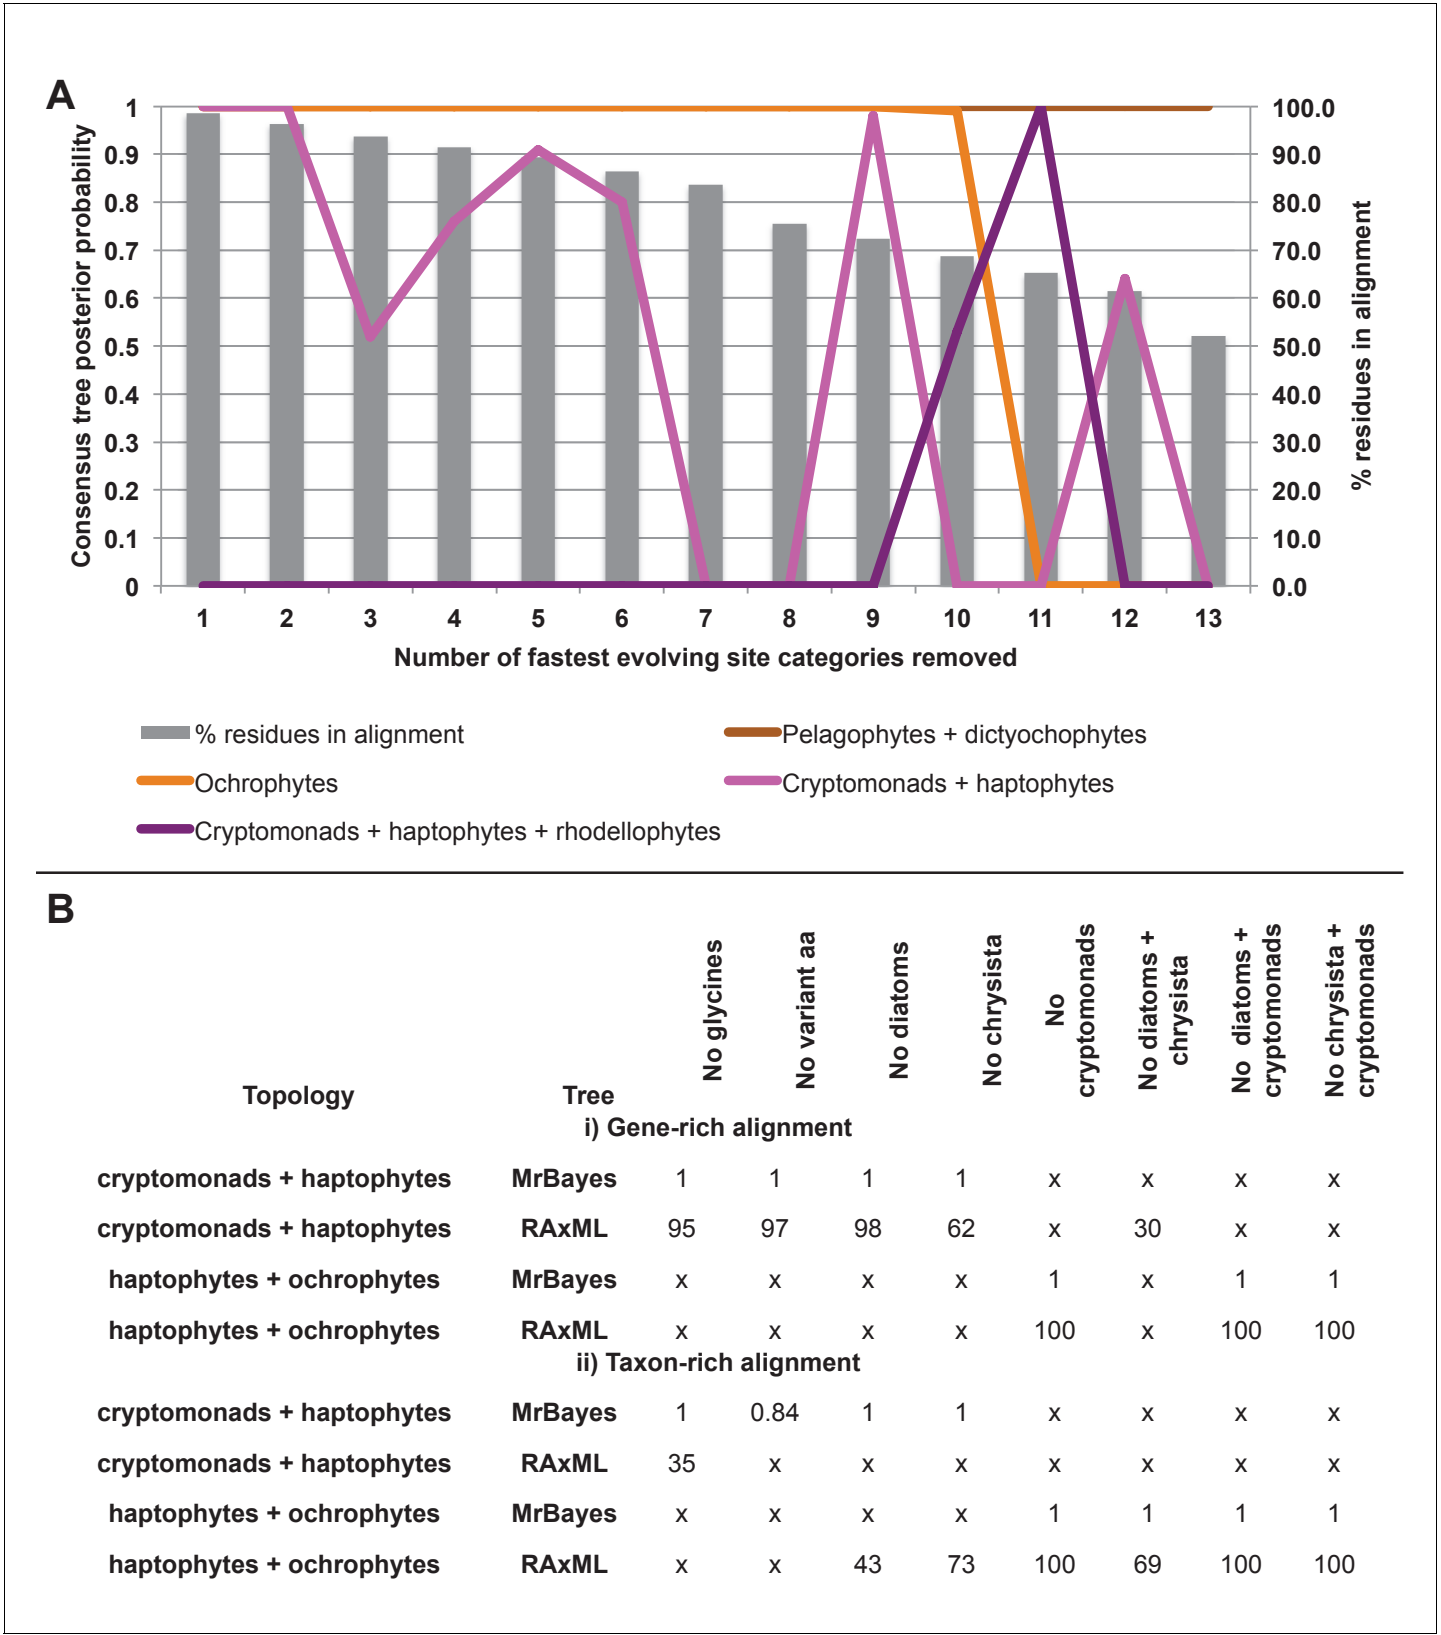 A
Consensus tree posterior probability
1
0.9
0.8
0.7
0.6
0.5
0.4
0.3
0.2
0.1
0
100.0
90.0
80.0
70.0
60.0
50.0
40.0
30.0
20.0
10.0
0.0
% residues in alignment
1 2 3 4 5 6 7 8 9 10 11 12 13
Number of fastest evolving site categories removed
% residues in alignment
Pelagophytes + dictyochophytes
Ochrophytes
Cryptomonads + haptophytes
Cryptomonads + haptophytes + rhodellophytes
B
Topology
Tree
No glycines
No variant aa
No diatoms
No chrysista
No
cryptomonads
No diatoms +
chrysista
No diatoms +
cryptomonads
No chrysista +
cryptomonads
i) Gene-rich alignment
cryptomonads + haptophytes MrBayes 1 1 1 1 x x x x
cryptomonads + haptophytes RAxML 95 97 98 62 x 30 x x
haptophytes + ochrophytes MrBayes x x x x 1 x 1 1
haptophytes + ochrophytes RAxML x x x x 100 x 100 100
ii) Taxon-rich alignment
cryptomonads + haptophytes MrBayes 1 0.84 1 1 x x x x
cryptomonads + haptophytes RAxML 35 x x x x x x x
haptophytes + ochrophytes MrBayes x x x x 1 1 1 1
haptophytes + ochrophytes RAxML x x 43 73 100 69 100 100